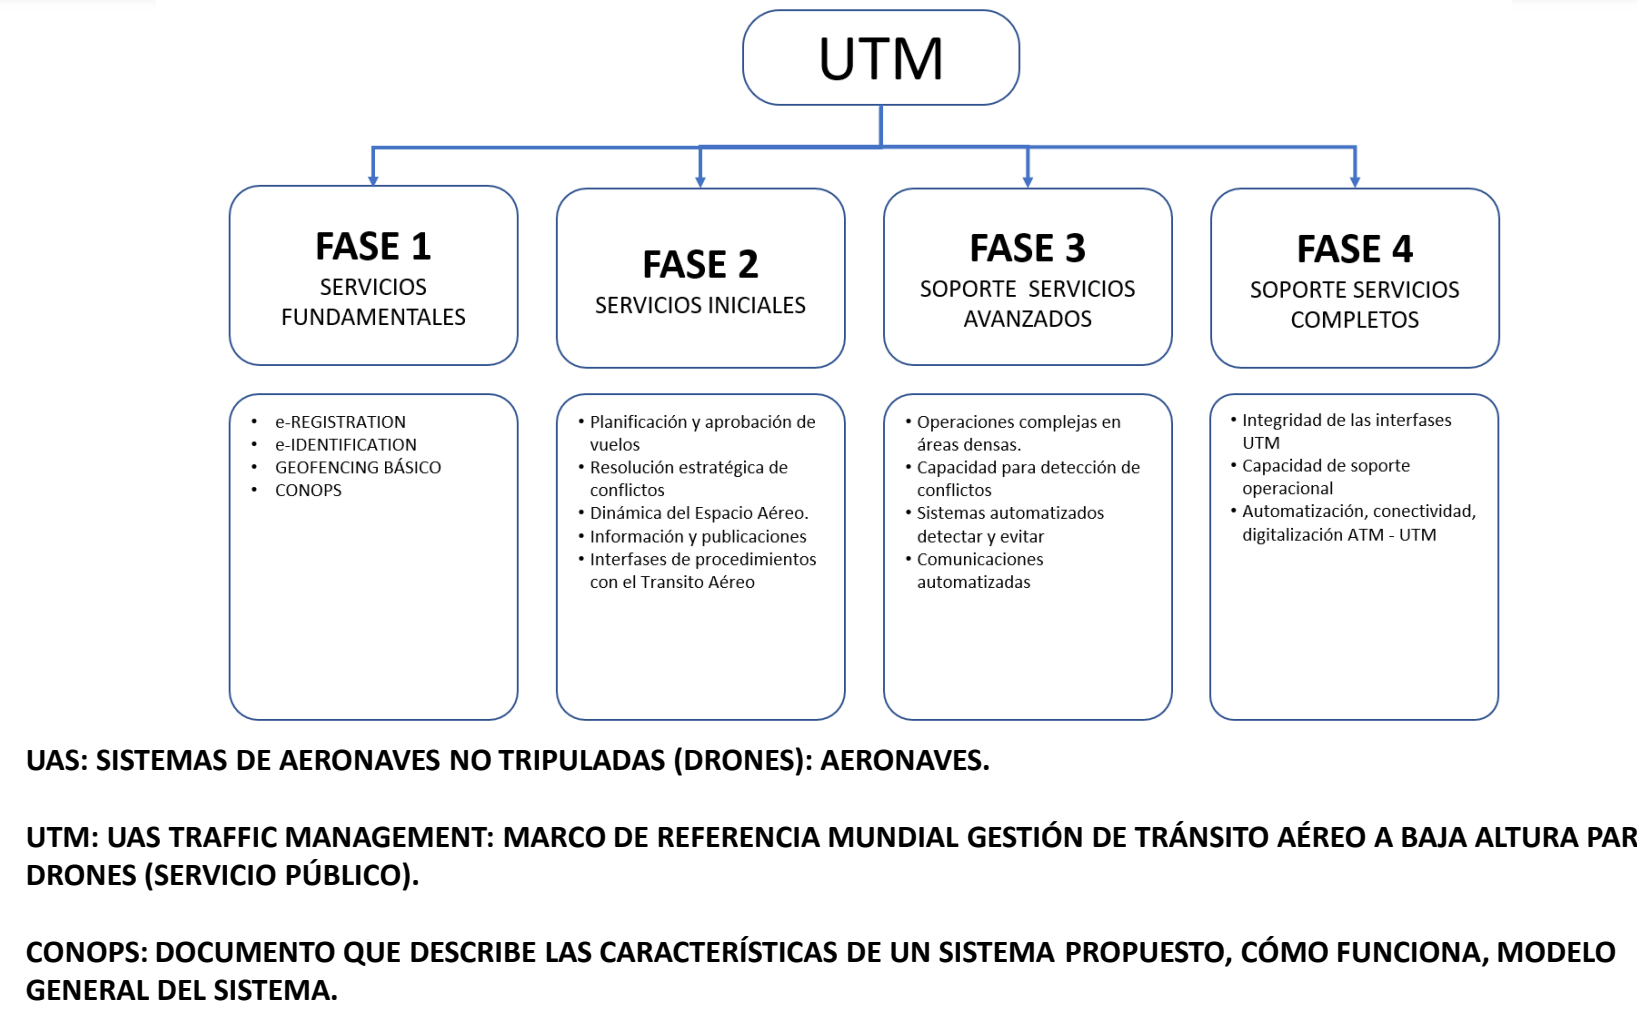 UTM
FASE 1
SERVICIOS
FUNDAMENTALES
FASE 2
SERVICIOS INICIALES
FASE 3
SOPORTE SERVICIOS
AVANZADOS
FASE 4
SOPORTE SERVICIOS
COMPLETOS
• e-REGISTRATION
• e-IDENTIFICATION
• GEOFENCING BÁSICO
• CONOPS
• Planificación y aprobación de
vuelos
• Resolución estratégica de
conflictos
• Dinámica del Espacio Aéreo.
• Información y publicaciones
• Interfases de procedimientos
con el Transito Aéreo
• Operaciones complejas en
áreas densas.
• Capacidad para detección de
conflictos
• Sistemas automatizados
detectar y evitar
• Comunicaciones
automatizadas
• Integridad de las interfases
UTM
• Capacidad de soporte
operacional
• Automatización, conectividad,
digitalización ATM - UTM
UAS: SISTEMAS DE AERONAVES NO TRIPULADAS (DRONES): AERONAVES.
UTM: UAS TRAFFIC MANAGEMENT: MARCO DE REFERENCIA MUNDIAL GESTIÓN DE TRÁNSITO AÉREO A BAJA ALTURA PAR
DRONES (SERVICIO PÚBLICO).
CONOPS: DOCUMENTO QUE DESCRIBE LAS CARACTERÍSTICAS DE UN SISTEMA PROPUESTO, CÓMO FUNCIONA, MODELO
GENERAL DEL SISTEMA.